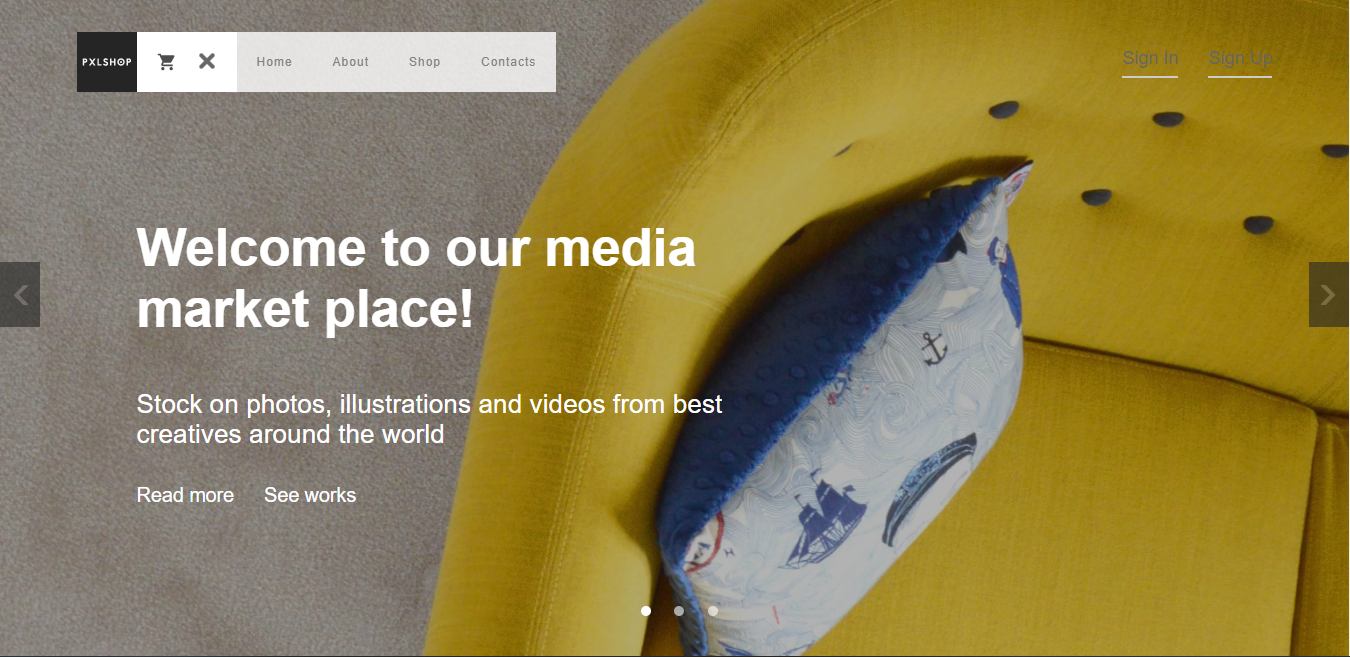 PXLSHOP
Home About Shop Contacts
Sign In Sign Up
Welcome to our media
market place!
Stock on photos, illustrations and videos from best
creatives around the world
Read more See works